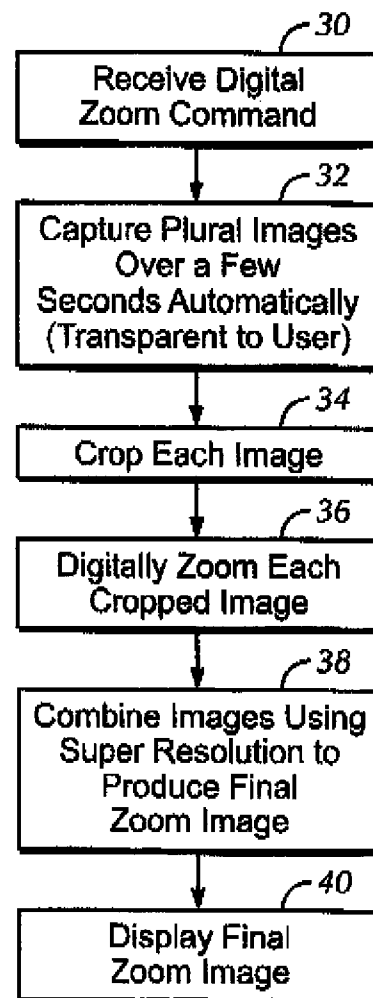 30
Receive Digital
Zoom Command
32
Capture Plural Images
Over a Few
Seconds Automatically
(Transparent to User)
34
Crop Each Image
36
Digitally Zoom Each
Cropped Image
38
Combine Images Using
Super Resolution to
Produce Final
Zoom Image
40
Display Final
Zoom Image